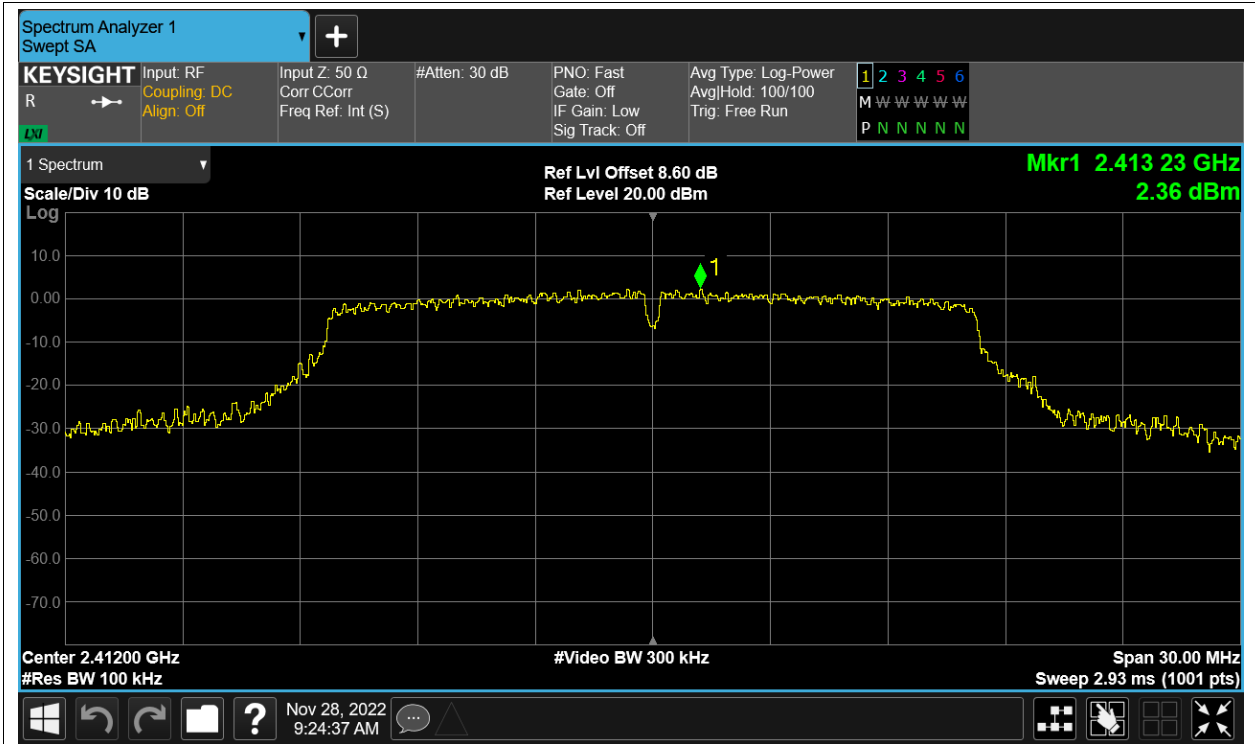 Spectrum Analyzer 1
Swept SA
KEYSIGHT
R
LXI
Input: RF
Coupling: DC
Align: Off
Input Z: 50 Ω
Corr CCorr
Freq Ref: Int (S)
#Atten: 30 dB
PNO: Fast
Gate: Off
IF Gain: Low
Sig Track: Off
Avg Type: Log-Power
Avg|Hold: 100/100
Trig: Free Run
1 2 3 4 5 6
M W W W W W
P N N N N N
1 Spectrum
Scale/Div 10 dB
Ref Lvl Offset 8.60 dB
Ref Level 20.00 dBm
Mkr1 2.413 23 GHz
2.36 dBm
Log
10.0
0.00
-10.0
-20.0
-30.0
-40.0
-50.0
-60.0
-70.0
1
Center 2.41200 GHz
#Res BW 100 kHz
#Video BW 300 kHz
Span 30.00 MHz
Sweep 2.93 ms (1001 pts)
?
Nov 28, 2022
9:24:37 AM